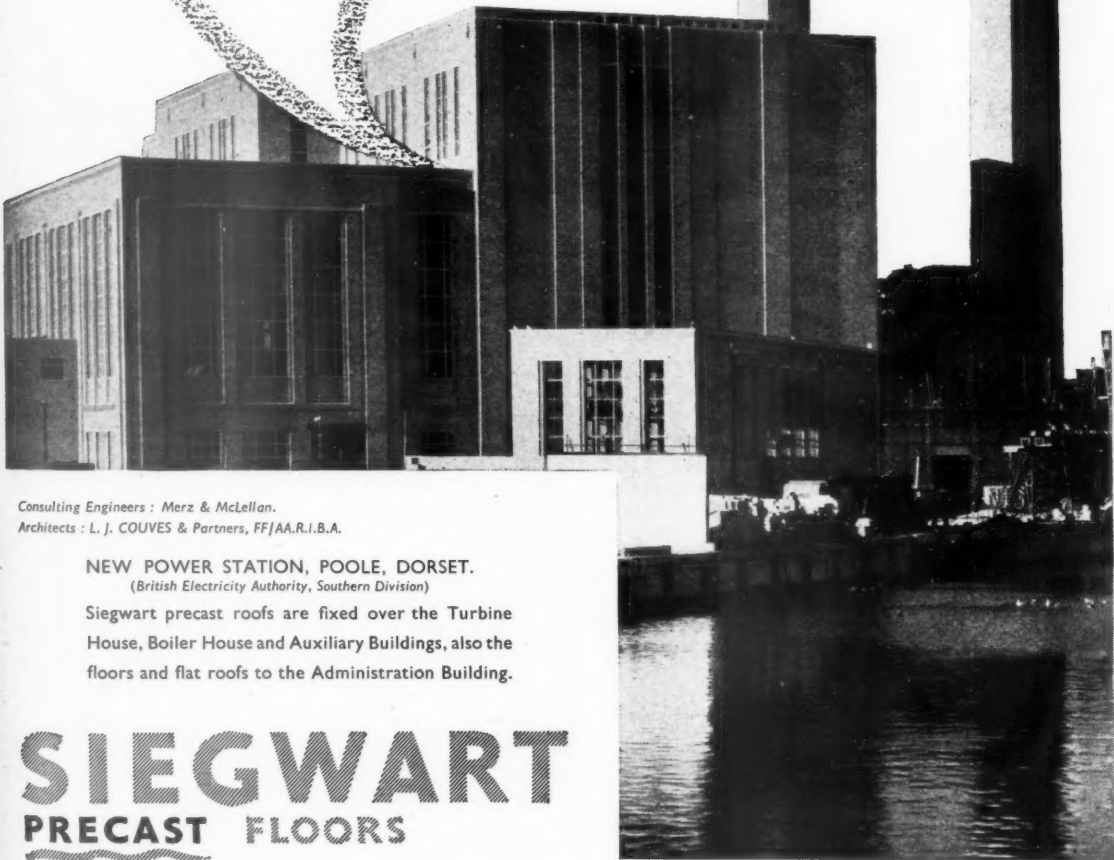 Consulting Engineers : Merz & McLellan.
Architects : L. J. COUVES & Partners, FF/AA.R.I.B.A.
NEW POWER STATION, POOLE, DORSET.
(British Electricity Authority, Southern Division)
Siegwart precast roofs are fixed over the Turbine
House, Boiler House and Auxiliary Buildings, also the
floors and flat roofs to the Administration Building.
SIEGWART
PRECAST FLOORS